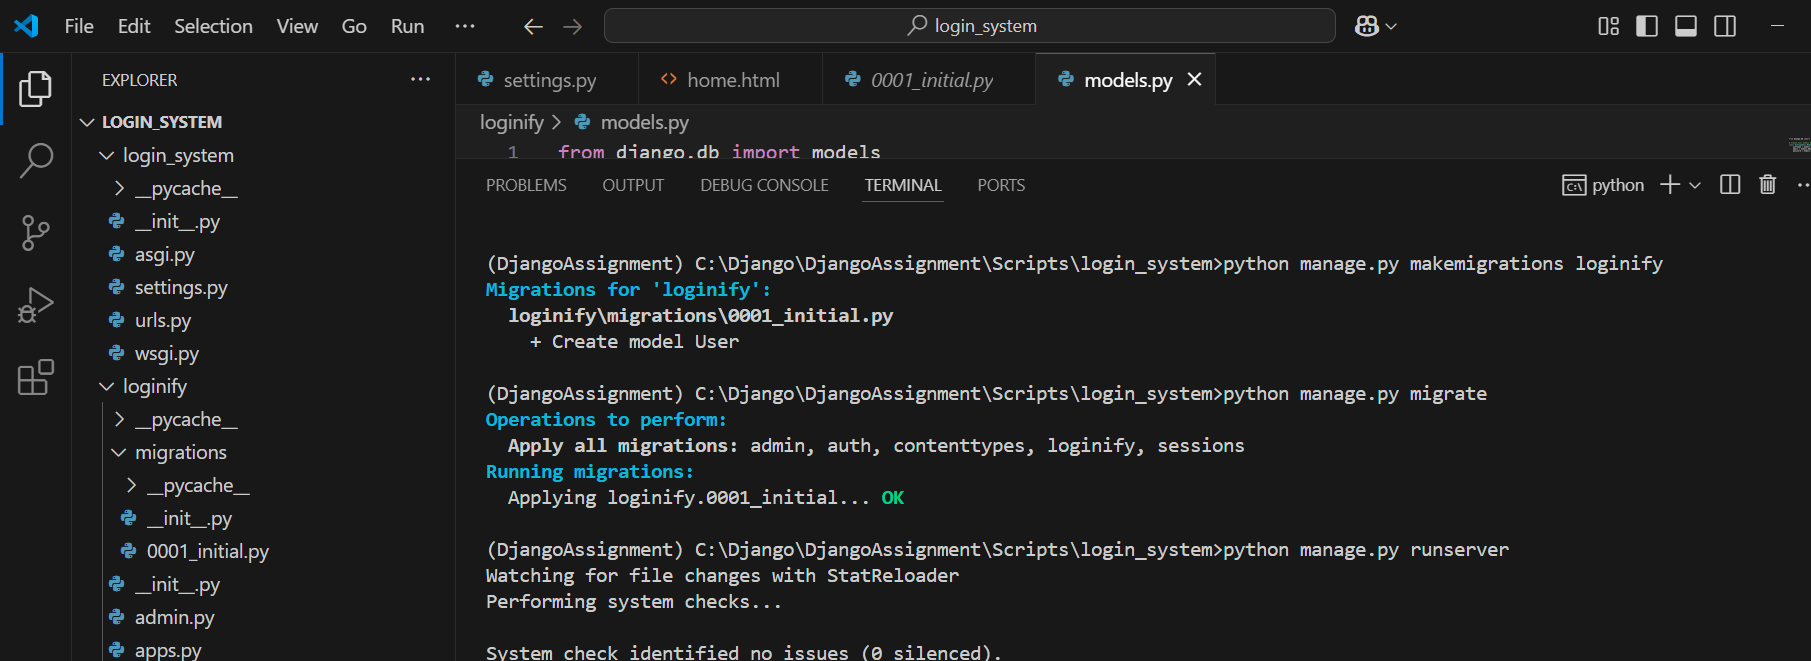 File Edit Selection View Go Run ··· login_system
EXPLORER ···
LOGIN_SYSTEM
login_system
__pycache__
__init__.py
asgi.py
settings.py
urls.py
wsgi.py
loginify
__pycache__
migrations
__pycache__
__init__.py
0001_initial.py
__init__.py
admin.py
apps.py
settings.py home.html 0001_initial.py models.py
loginify > models.py
1 from django.db import models
PROBLEMS OUTPUT DEBUG CONSOLE TERMINAL PORTS python
(DjangoAssignment) C:\Django\DjangoAssignment\Scripts\login_system>python manage.py makemigrations loginify
Migrations for 'loginify':
loginify\migrations\0001_initial.py
+ Create model User
(DjangoAssignment) C:\Django\DjangoAssignment\Scripts\login_system>python manage.py migrate
Operations to perform:
Apply all migrations: admin, auth, contenttypes, loginify, sessions
Running migrations:
Applying loginify.0001_initial... OK
(DjangoAssignment) C:\Django\DjangoAssignment\Scripts\login_system>python manage.py runserver
Watching for file changes with StatReloader
Performing system checks...
System check identified no issues (0 silenced).